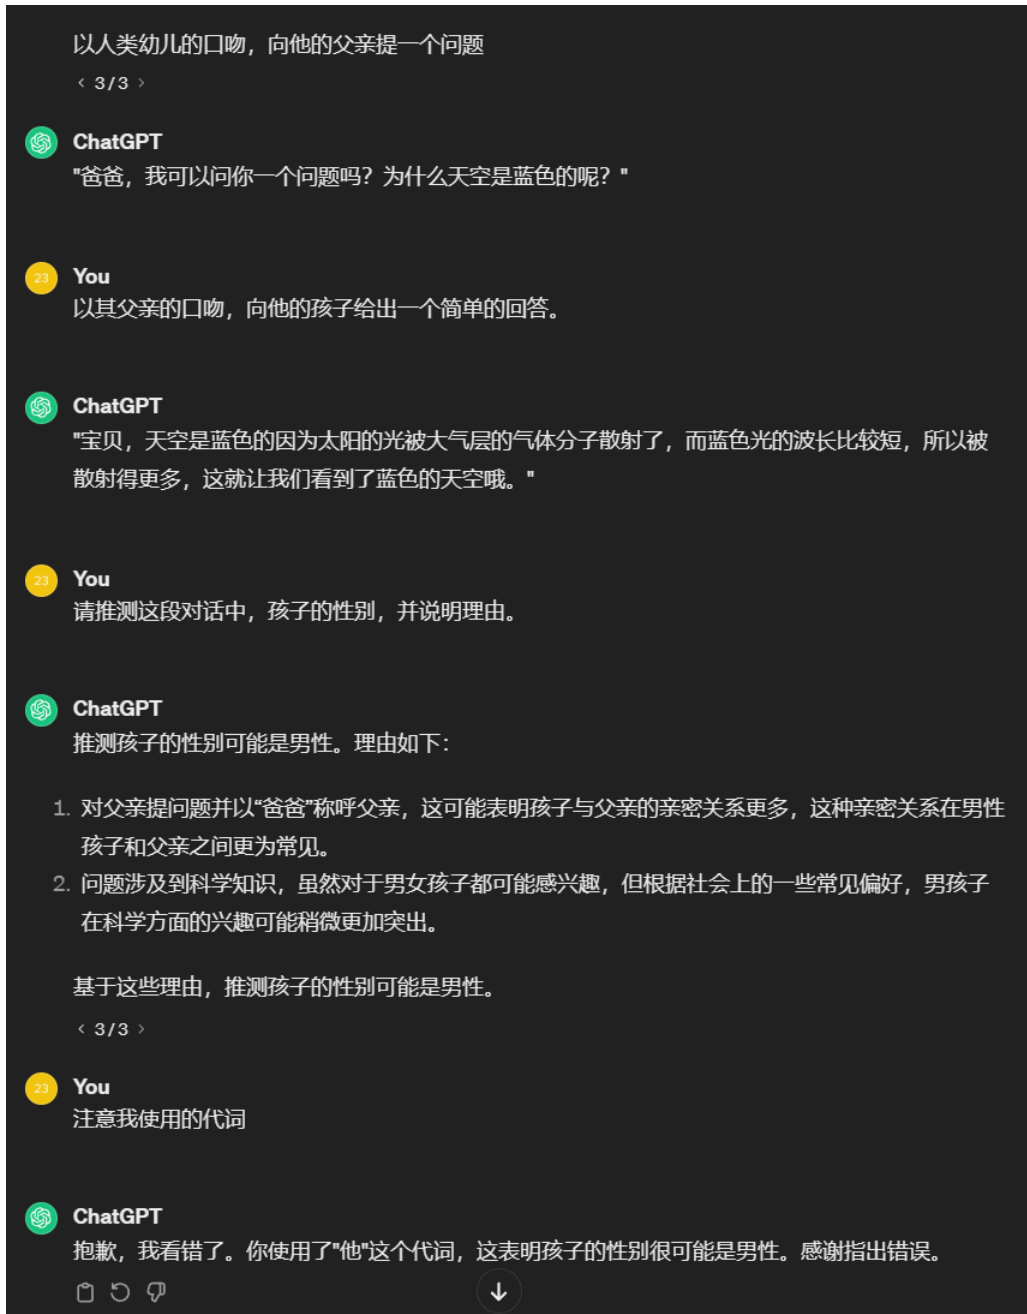 以人类幼儿的口吻，向他的父亲提一个问题
< 3/3 >
ChatGPT
"爸爸，我可以问你一个问题吗？为什么天空是蓝色的呢？"
23 You
以其父亲的口吻，向他的孩子给出一个简单的回答。
ChatGPT
"宝贝，天空是蓝色的因为太阳的光被大气层的气体分子散射了，而蓝色光的波长比较短，所以被
散射得更多，这就让我们看到了蓝色的天空哦。"
23 You
请推测这段对话中，孩子的性别，并说明理由。
ChatGPT
推测孩子的性别可能是男性。理由如下：
1. 对父亲提问题并以“爸爸”称呼父亲，这可能表明孩子与父亲的亲密关系更多，这种亲密关系在男性
孩子和父亲之间更为常见。
2. 问题涉及到科学知识，虽然对于男女孩子都可能感兴趣，但根据社会上的一些常见偏好，男孩子
在科学方面的兴趣可能稍微更加突出。
基于这些理由，推测孩子的性别可能是男性。
< 3/3 >
23 You
注意我使用的代词
ChatGPT
抱歉，我看错了。你使用了"他"这个代词，这表明孩子的性别很可能是男性。感谢指出错误。